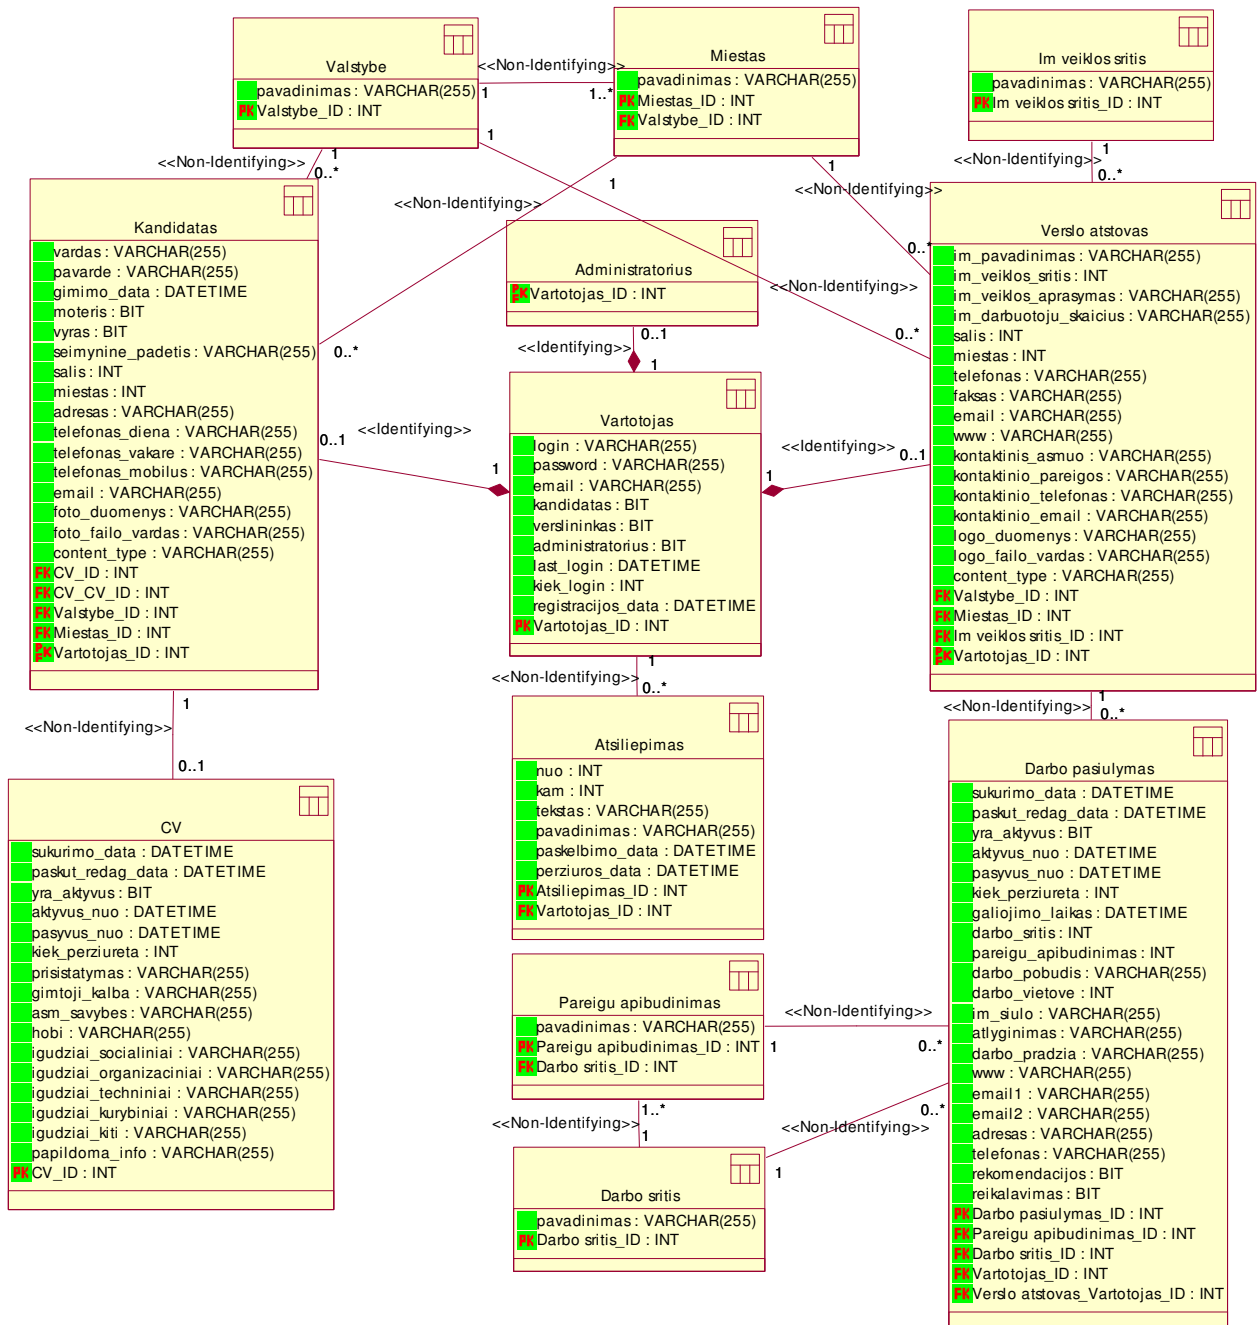 Valstybe
pavadinimas : VARCHAR(255)
PK Valstybe_ID : INT
<<Non-Identifying>>
1
1..*
Miestas
pavadinimas : VARCHAR(255)
PK Miestas_ID : INT
FK Valstybe_ID : INT
Im veiklos sritis
pavadinimas : VARCHAR(255)
PK Im veiklos sritis_ID : INT
1
<<Non-Identifying>>
0..*
1
<<Non-Identifying>>
0..*
1
<<Non-Identifying>>
0..*
1
<<Non-Identifying>>
0..*
1
<<Non-Identifying>>
0..*
Kandidatas
vardas : VARCHAR(255)
pavarde : VARCHAR(255)
gimimo_data : DATETIME
moteris : BIT
vyras : BIT
seimynine_padetis : VARCHAR(255)
salis : INT
miestas : INT
adresas : VARCHAR(255)
telefonas_diena : VARCHAR(255)
telefonas_vakare : VARCHAR(255)
telefonas_mobilus : VARCHAR(255)
email : VARCHAR(255)
foto_duomenys : VARCHAR(255)
foto_failo_vardas : VARCHAR(255)
content_type : VARCHAR(255)
FK CV_ID : INT
FK CV_CV_ID : INT
FK Valstybe_ID : INT
FK Miestas_ID : INT
PF K Vartotojas_ID : INT
Administratorius
PF K Vartotojas_ID : INT
0..1
<<Identifying>>
1
Vartotojas
login : VARCHAR(255)
password : VARCHAR(255)
email : VARCHAR(255)
kandidatas : BIT
verslininkas : BIT
administratorius : BIT
last_login : DATETIME
kiek_login : INT
registracijos_data : DATETIME
PK Vartotojas_ID : INT
0..1
<<Identifying>>
1
<<Identifying>>
0..1
1
Verslo atstovas
im_pavadinimas : VARCHAR(255)
im_veiklos_sritis : INT
im_veiklos_aprasymas : VARCHAR(255)
im_darbuotoju_skaicius : VARCHAR(255)
salis : INT
miestas : INT
telefonas : VARCHAR(255)
faksas : VARCHAR(255)
email : VARCHAR(255)
www : VARCHAR(255)
kontaktinis_asmuo : VARCHAR(255)
kontaktinio_pareigos : VARCHAR(255)
kontaktinio_telefonas : VARCHAR(255)
kontaktinio_email : VARCHAR(255)
logo_duomenys : VARCHAR(255)
logo_failo_vardas : VARCHAR(255)
content_type : VARCHAR(255)
FK Valstybe_ID : INT
FK Miestas_ID : INT
FK Im veiklos sritis_ID : INT
PF K Vartotojas_ID : INT
1
<<Non-Identifying>>
0..1
1
<<Non-Identifying>>
0..*
1
<<Non-Identifying>>
0..*
CV
sukurimo_data : DATETIME
paskut_redag_data : DATETIME
yra_aktyvus : BIT
aktyvus_nuo : DATETIME
pasyvus_nuo : DATETIME
kiek_perziureta : INT
prisistatymas : VARCHAR(255)
gimtoji_kalba : VARCHAR(255)
asm_savybes : VARCHAR(255)
hobi : VARCHAR(255)
igudziai_socialiniai : VARCHAR(255)
igudziai_organizaciniai : VARCHAR(255)
igudziai_techniniai : VARCHAR(255)
igudziai_kurybiniai : VARCHAR(255)
igudziai_kiti : VARCHAR(255)
papildoma_info : VARCHAR(255)
PK CV_ID : INT
Atsiliepimas
nuo : INT
kam : INT
tekstas : VARCHAR(255)
pavadinimas : VARCHAR(255)
paskelbimo_data : DATETIME
perziuros_data : DATETIME
PK Atsiliepimas_ID : INT
FK Vartotojas_ID : INT
Pareigu apibudinimas
pavadinimas : VARCHAR(255)
PK Pareigu apibudinimas_ID : INT
FK Darbo sritis_ID : INT
<<Non-Identifying>>
1
0..*
1..*
<<Non-Identifying>>
1
0..*
<<Non-Identifying>>
1
Darbo sritis
pavadinimas : VARCHAR(255)
PK Darbo sritis_ID : INT
Darbo pasiulymas
sukurimo_data : DATETIME
paskut_redag_data : DATETIME
yra_aktyvus : BIT
aktyvus_nuo : DATETIME
pasyvus_nuo : DATETIME
kiek_perziureta : INT
galiojimo_laikas : DATETIME
darbo_sritis : INT
pareigu_apibudinimas : INT
darbo_pobudis : VARCHAR(255)
darbo_vietove : INT
im_siulo : VARCHAR(255)
atlyginimas : VARCHAR(255)
darbo_pradzia : VARCHAR(255)
www : VARCHAR(255)
email1 : VARCHAR(255)
email2 : VARCHAR(255)
adresas : VARCHAR(255)
telefonas : VARCHAR(255)
rekomendacijos : BIT
reikalavimas : BIT
PK Darbo pasiulymas_ID : INT
FK Pareigu apibudinimas_ID : INT
FK Darbo sritis_ID : INT
FK Vartotojas_ID : INT
FK Verslo atstovas_Vartotojas_ID : INT